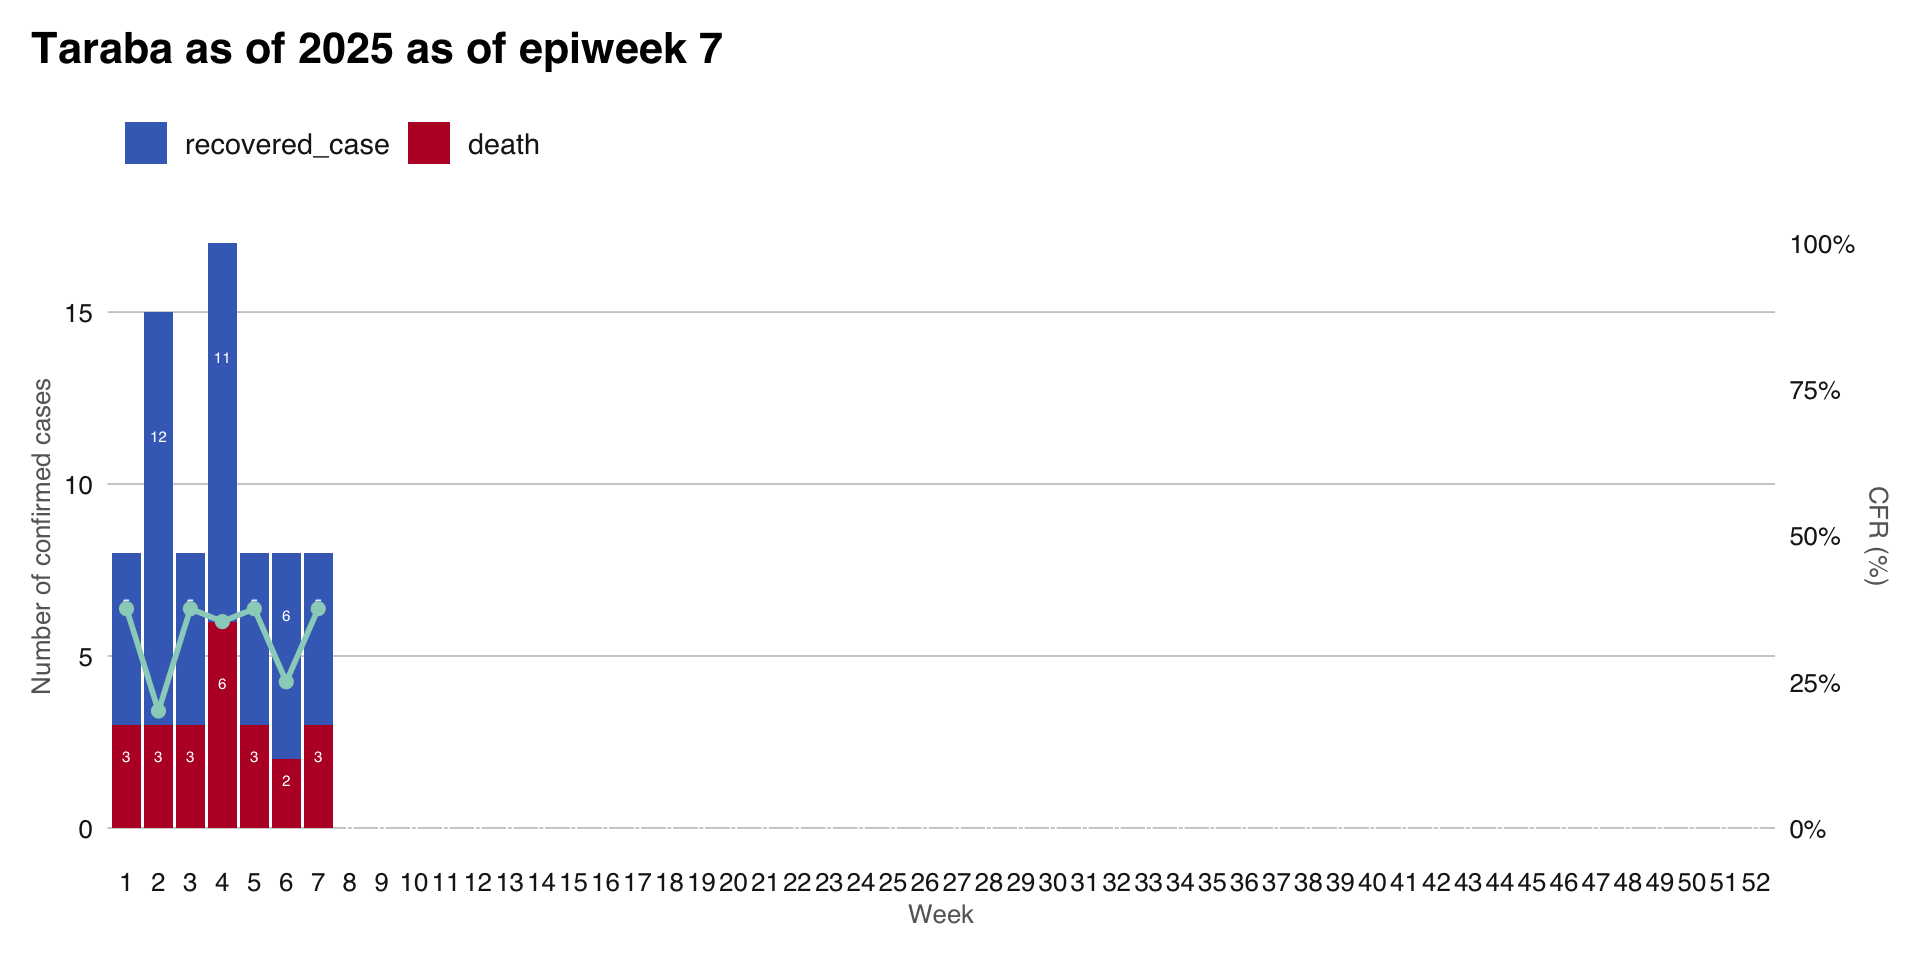 Taraba as of 2025 as of epiweek 7
recovered_case death
100%
15
11
75%
12
Number of confirmed cases
10
CFR (%)
50%
6
5
6
25%
3 3 3 3 2 3
0
0%
1 2 3 4 5 6 7 8 9 10 11 12 13 14 15 16 17 18 19 20 21 22 23 24 25 26 27 28 29 30 31 32 33 34 35 36 37 38 39 40 41 42 43 44 45 46 47 48 49 50 51 52
Week